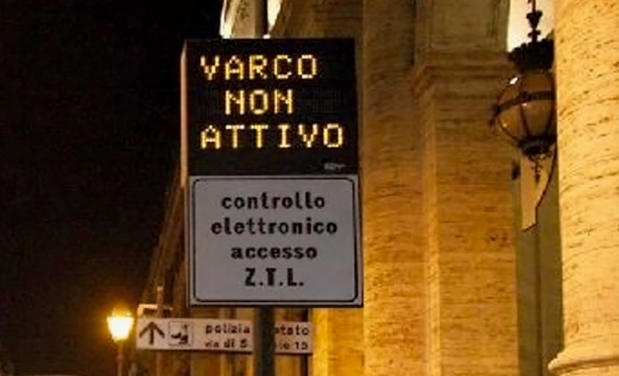 VARCO
NON
ATTIVO
controllo
elettronico
accesso
Z.T.L.
polizia
via di